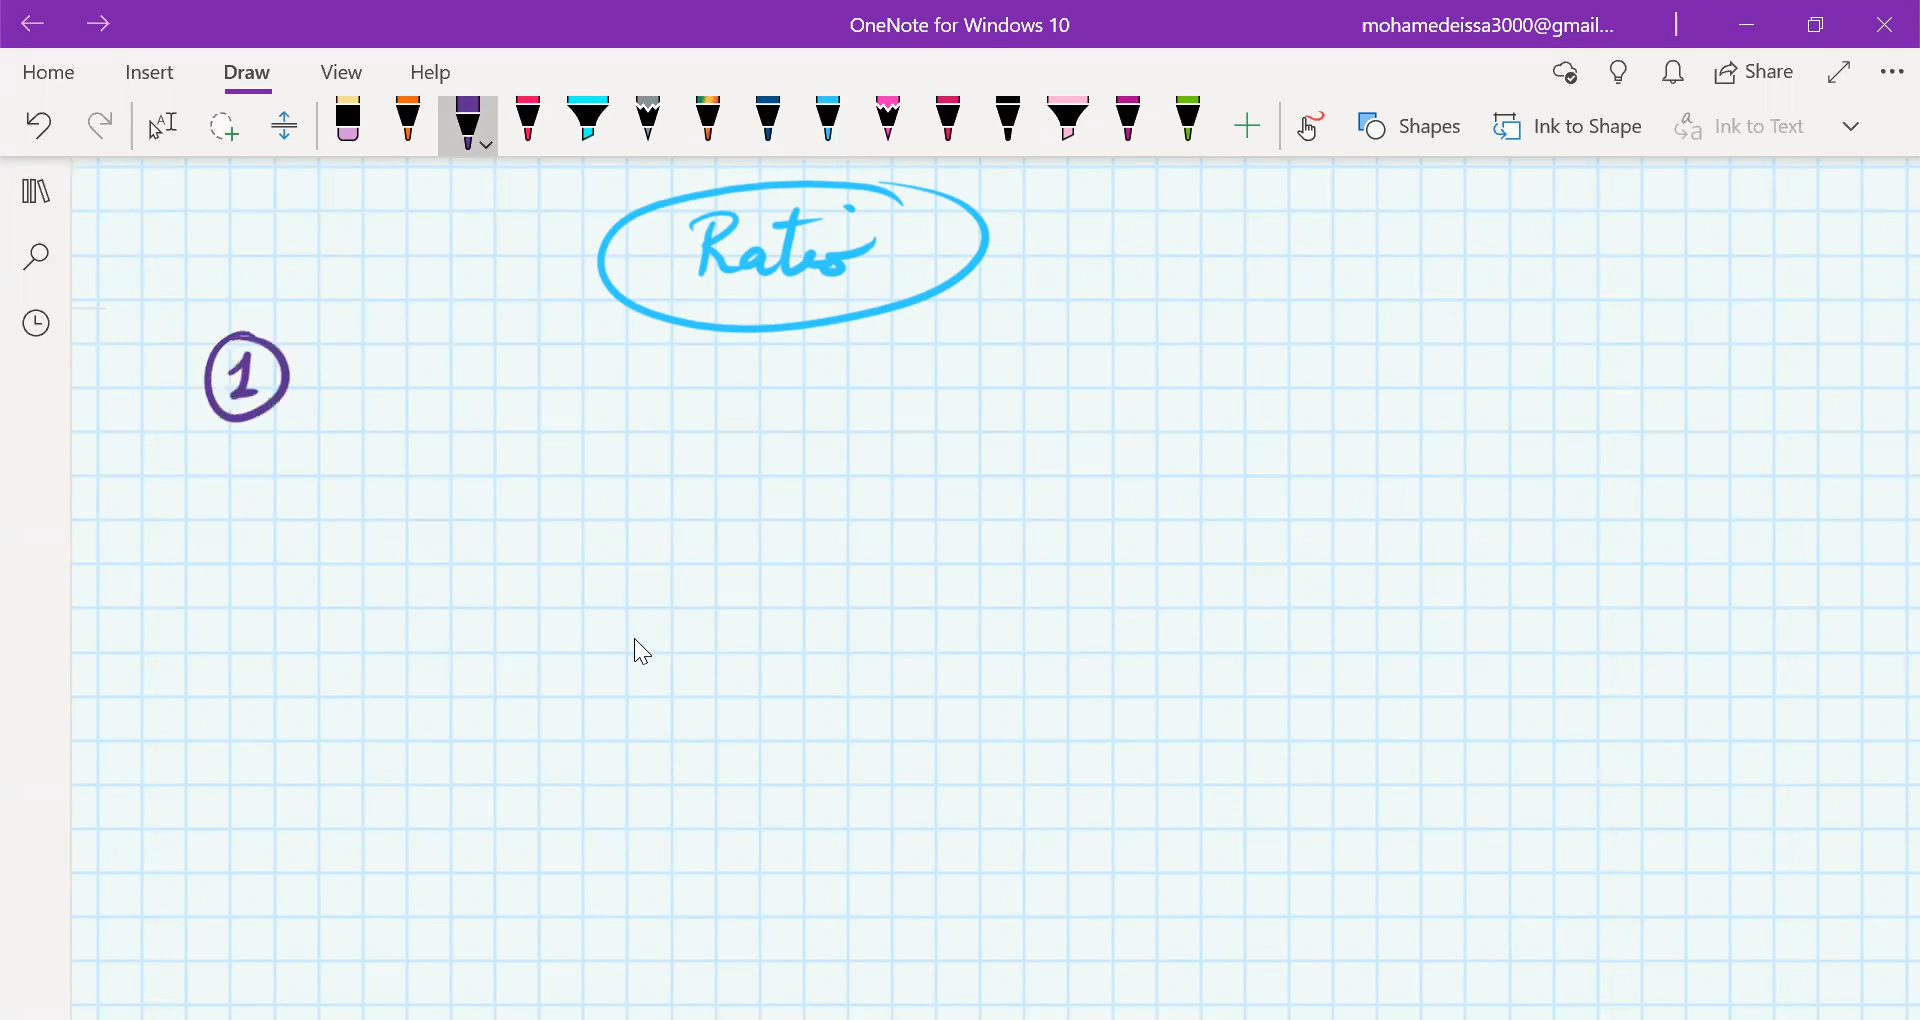 OneNote for Windows 10
mohamedeissa3000@gmail...
Home Insert Draw View Help
Share
Shapes Ink to Shape Ink to Text
Ratio
1